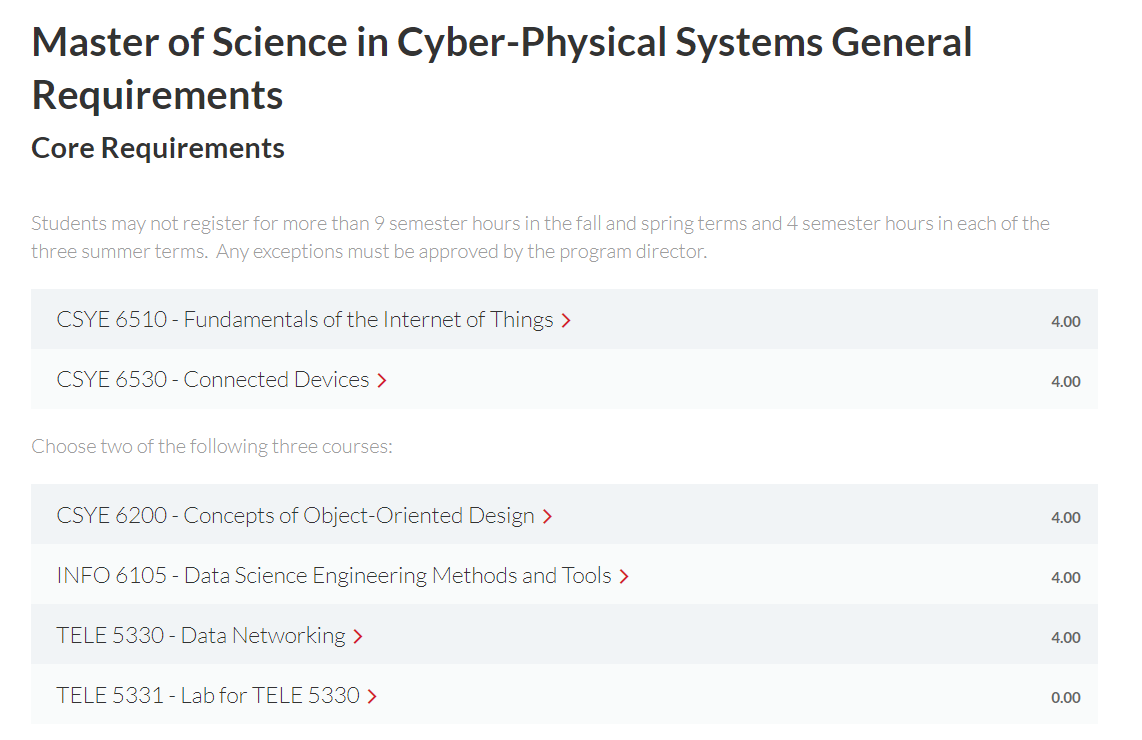 Master of Science in Cyber-Physical Systems General
Requirements
Core Requirements
Students may not register for more than 9 semester hours in the fall and spring terms and 4 semester hours in each of the
three summer terms.  Any exceptions must be approved by the program director.
CSYE 6510 - Fundamentals of the Internet of Things 4.00
CSYE 6530 - Connected Devices 4.00
Choose two of the following three courses:
CSYE 6200 - Concepts of Object-Oriented Design 4.00
INFO 6105 - Data Science Engineering Methods and Tools 4.00
TELE 5330 - Data Networking 4.00
TELE 5331 - Lab for TELE 5330 0.00